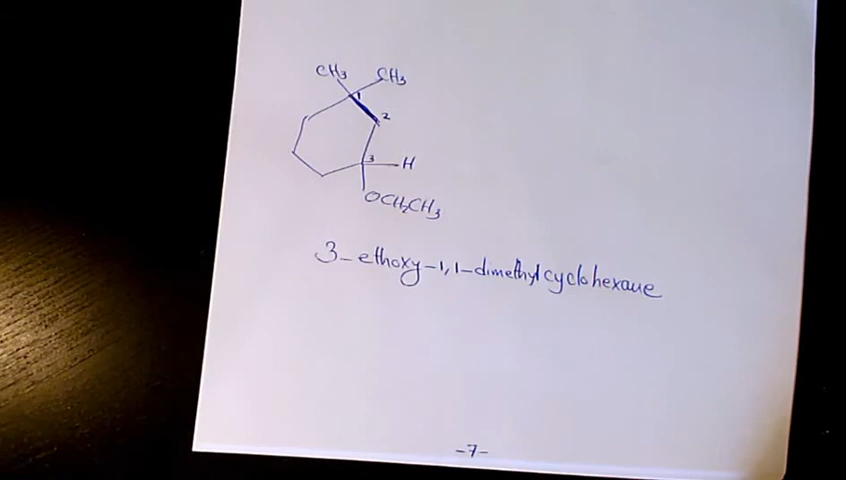 CH₃ CH₃
1
2
3 H
OCH₂CH₃
3-ethoxy-1,1-dimethylcyclohexane
-7-